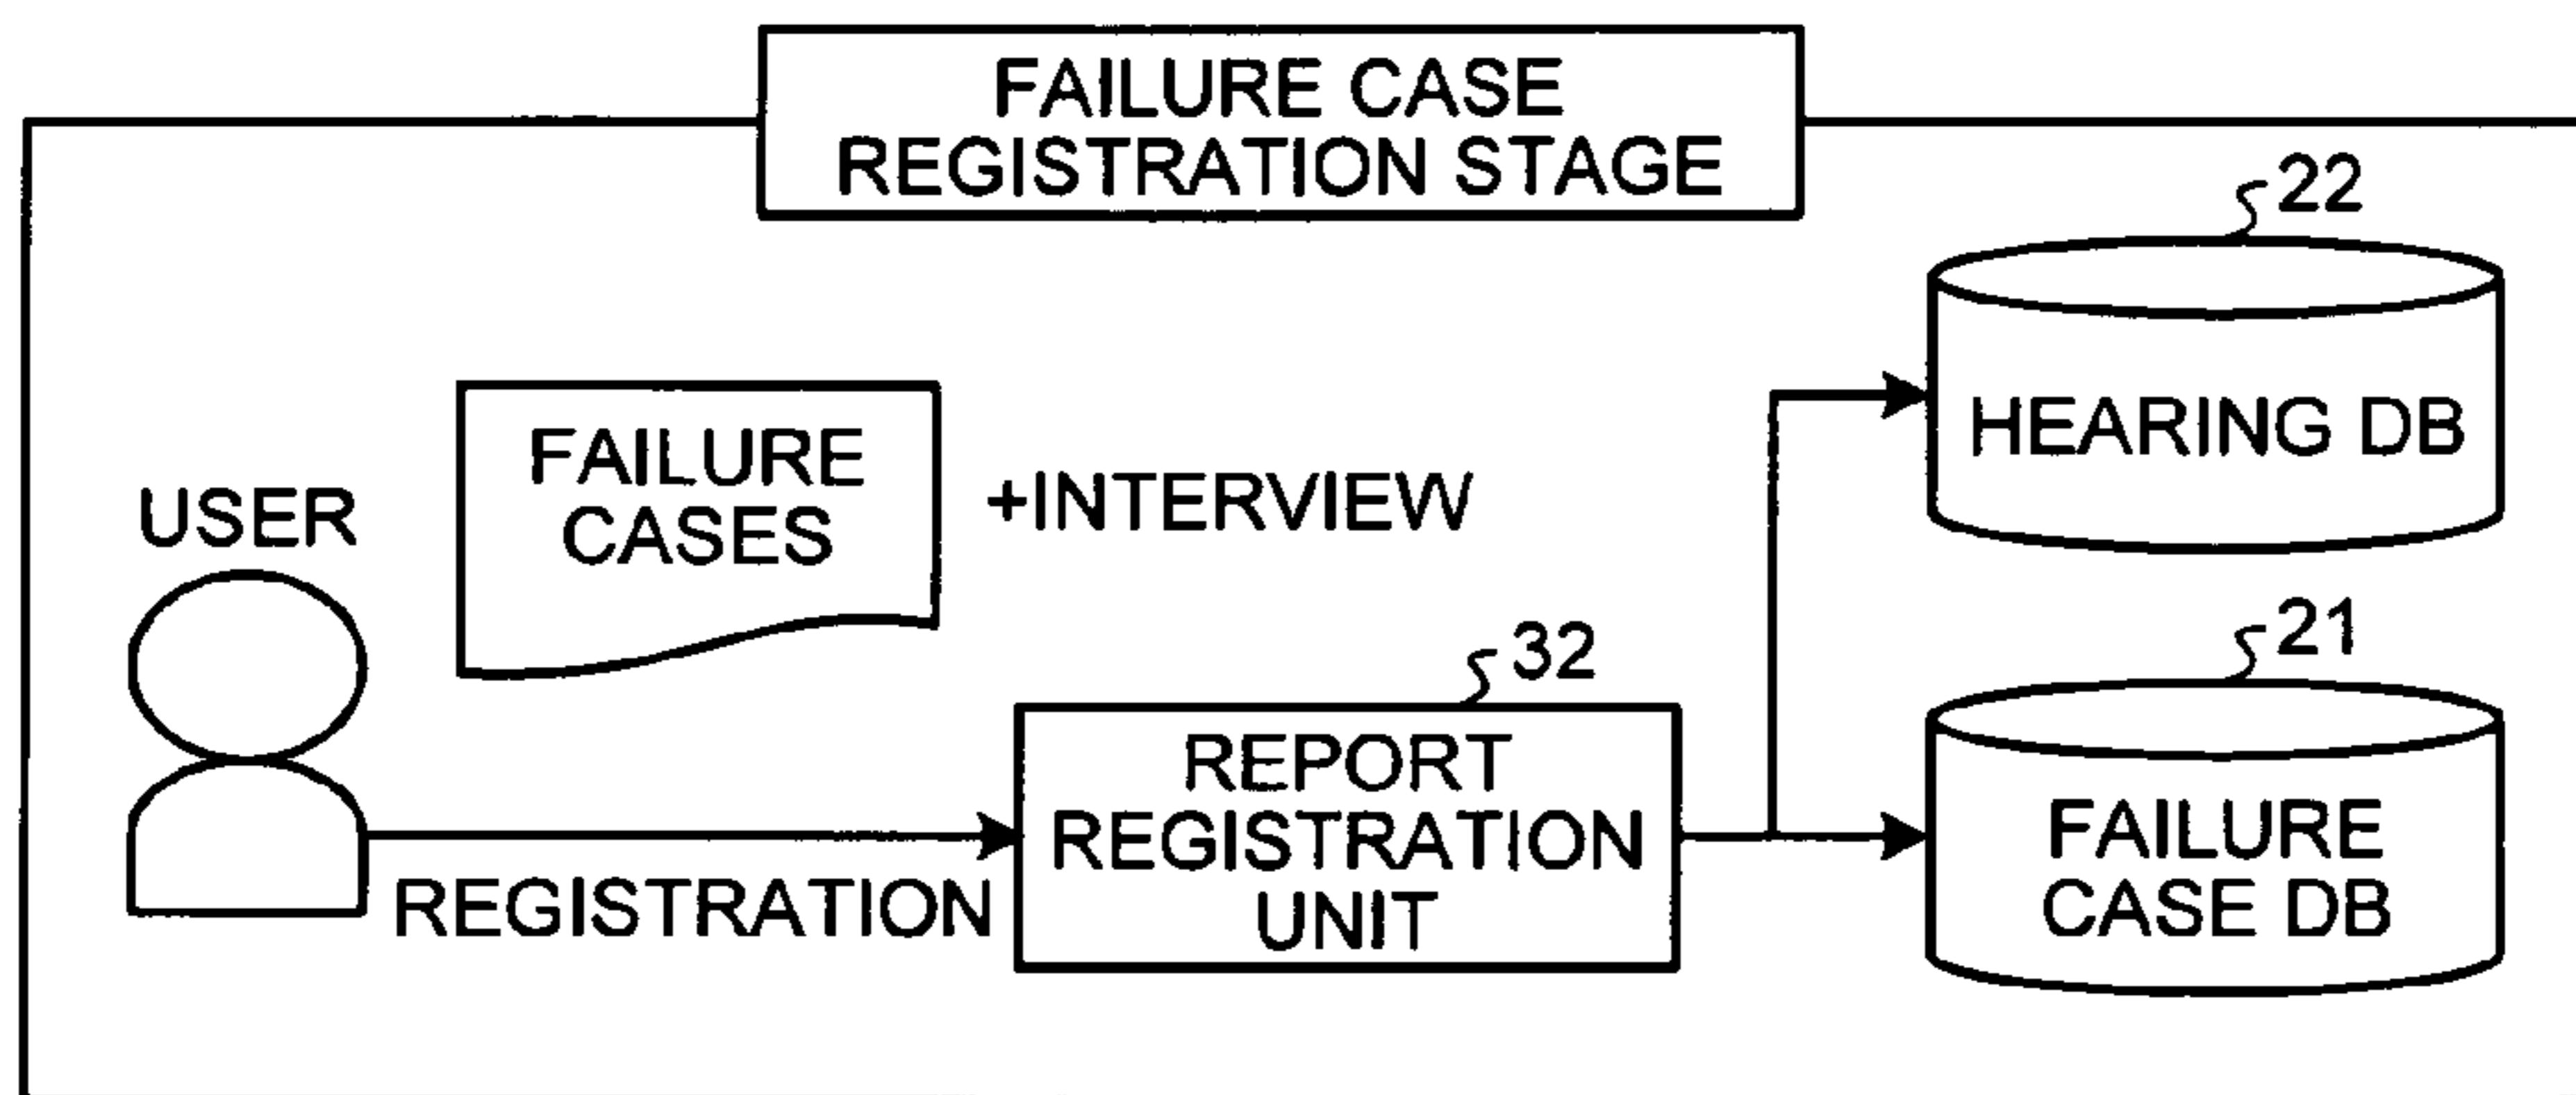 FAILURE CASE
REGISTRATION STAGE
22
HEARING DB
FAILURE
CASES
+INTERVIEW
USER
21
FAILURE
CASE DB
32
REPORT
REGISTRATION
UNIT
REGISTRATION